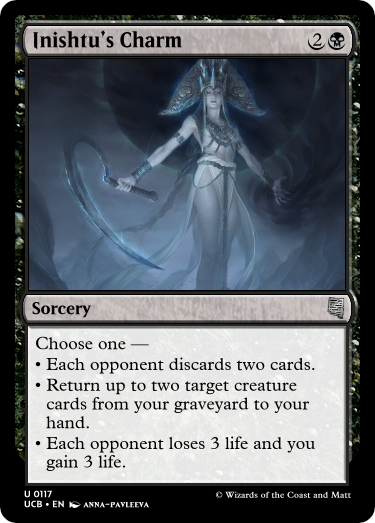 Inishtu's Charm
2
Sorcery
Choose one —
• Each opponent discards two cards.
• Return up to two target creature
cards from your graveyard to your
hand.
• Each opponent loses 3 life and you
gain 3 life.
U 0117
UCB • EN ANNA-PAVLEEVA
© Wizards of the Coast and Matt